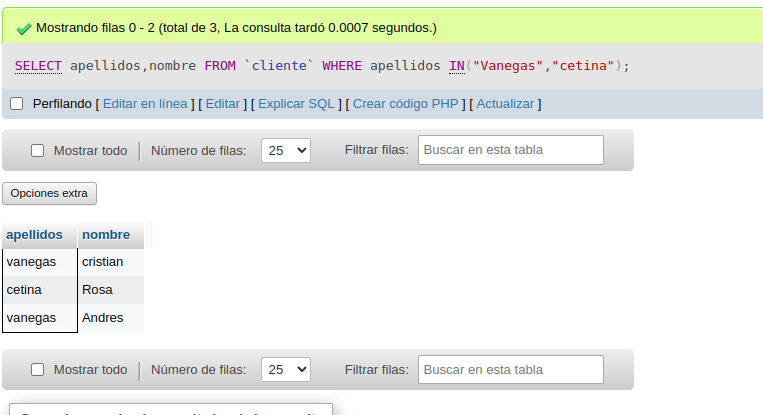 Mostrando filas 0 - 2 (total de 3, La consulta tardó 0.0007 segundos.)
SELECT apellidos,nombre FROM `cliente` WHERE apellidos IN("Vanegas","cetina");
Perfilando [ Editar en línea ] [ Editar ] [ Explicar SQL ] [ Crear código PHP ] [ Actualizar ]
Mostrar todo | Número de filas: 25 Filtrar filas: Buscar en esta tabla
Opciones extra
apellidos nombre
vanegas cristian
cetina Rosa
vanegas Andres
Mostrar todo | Número de filas: 25 Filtrar filas: Buscar en esta tabla